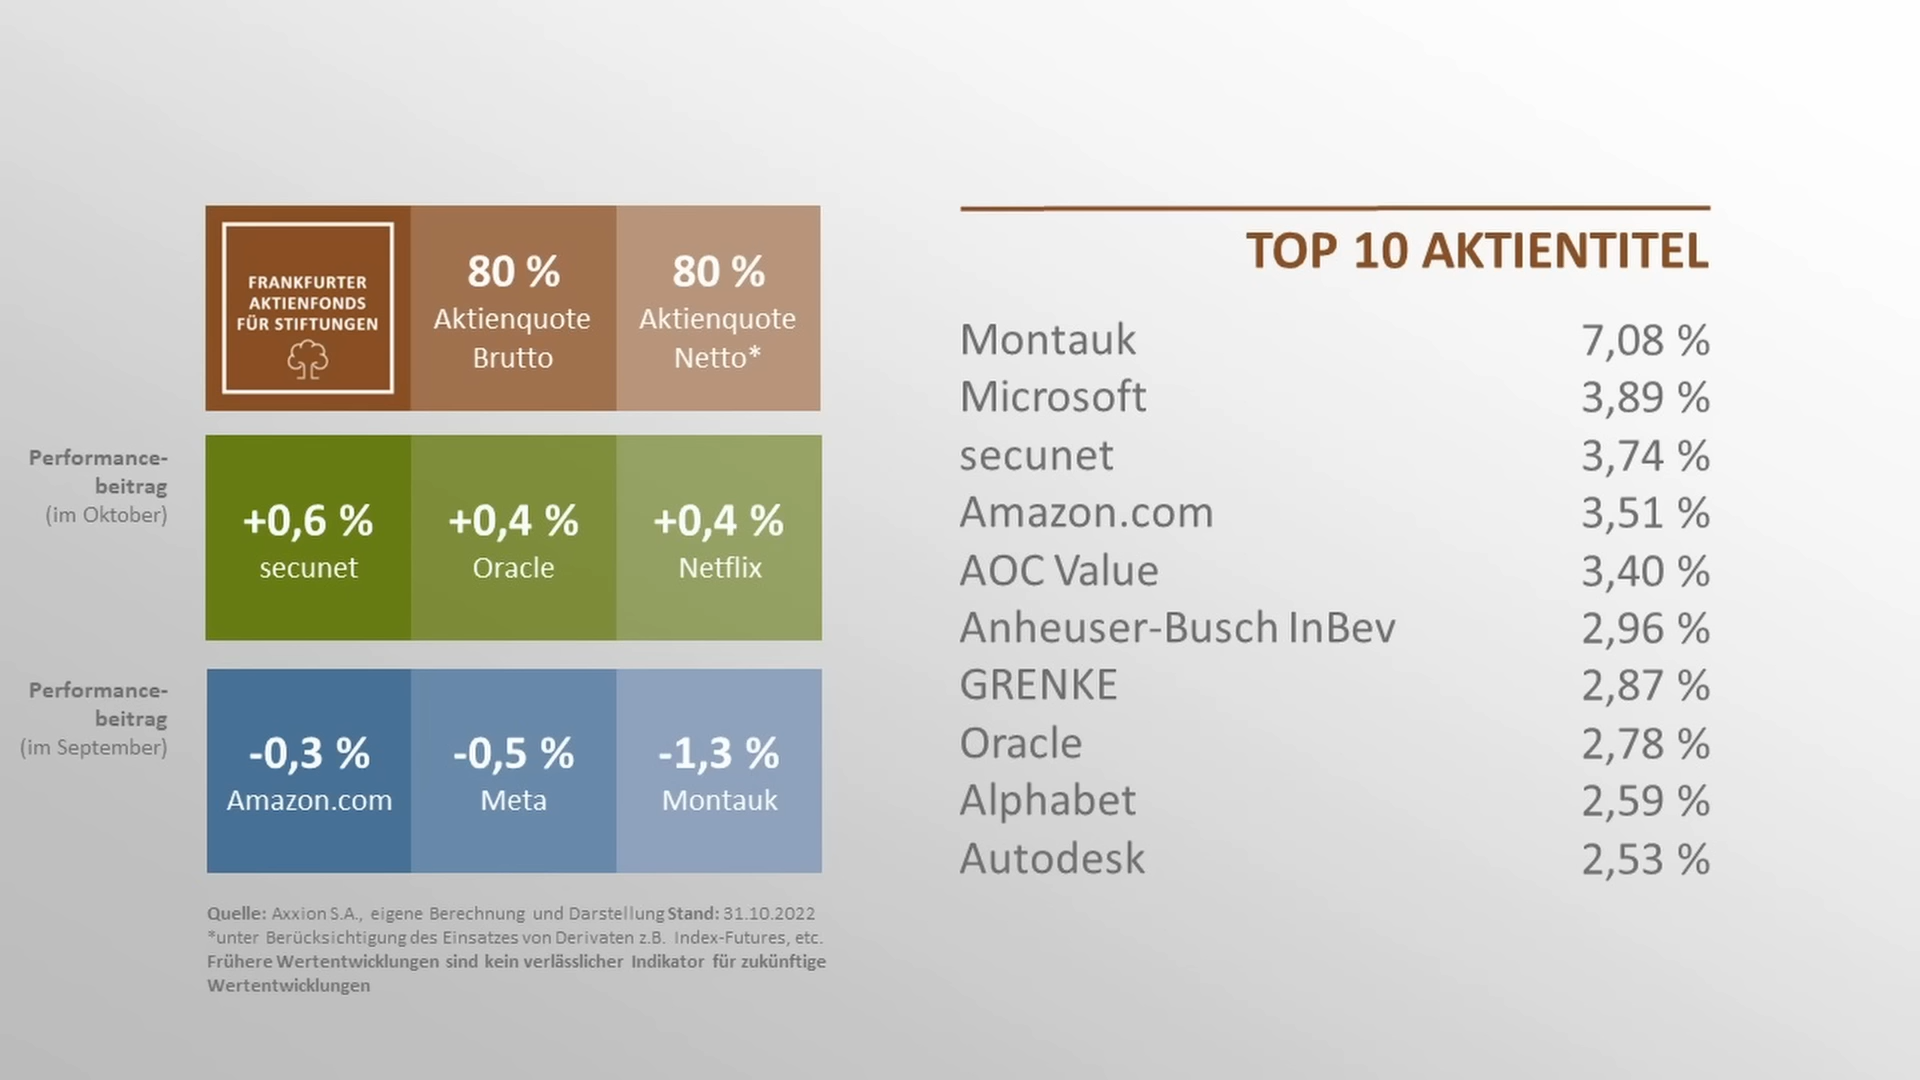 FRANKFURTER
AKTIENFONDS
FÜR STIFTUNGEN
80 %
Aktienquote
Brutto
80 %
Aktienquote
Netto*
Performance-
beitrag
(im Oktober)
+0,6 %
secunet
+0,4 %
Oracle
+0,4 %
Netflix
Performance-
beitrag
(im September)
-0,3 %
Amazon.com
-0,5 %
Meta
-1,3 %
Montauk
Quelle: Axxion S.A., eigene Berechnung und Darstellung Stand: 31.10.2022
*unter Berücksichtigung des Einsatzes von Derivaten z.B. Index-Futures, etc.
Frühere Wertentwicklungen sind kein verlässlicher Indikator für zukünftige
Wertentwicklungen
TOP 10 AKTIENTITEL
Montauk 7,08 %
Microsoft 3,89 %
secunet 3,74 %
Amazon.com 3,51 %
AOC Value 3,40 %
Anheuser-Busch InBev 2,96 %
GRENKE 2,87 %
Oracle 2,78 %
Alphabet 2,59 %
Autodesk 2,53 %